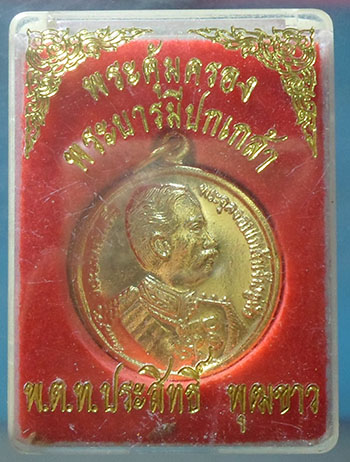 พระคุ้มครอง
พระบารมีปกเกล้า
พ.ต.ท.ประสิทธิ์ พุฒขาว